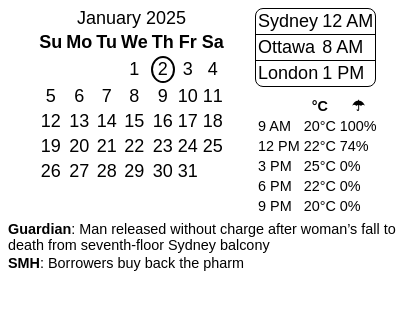 January 2025
Su Mo Tu We Th Fr Sa
1 2 3 4
5 6 7 8 9 10 11
12 13 14 15 16 17 18
19 20 21 22 23 24 25
26 27 28 29 30 31
Sydney 12 AM
Ottawa 8 AM
London 1 PM
°C ☂
9 AM 20°C 100%
12 PM 22°C 74%
3 PM 25°C 0%
6 PM 22°C 0%
9 PM 20°C 0%
Guardian: Man released without charge after woman’s fall to
death from seventh-floor Sydney balcony
SMH: Borrowers buy back the pharm